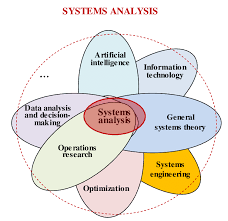 SYSTEMS ANALYSIS
Artificial
intelligence
Information
technology
...
Data analysis
and decision-
making
Systems
analysis
General
systems theory
Operations
research
Systems
engineering
Optimization